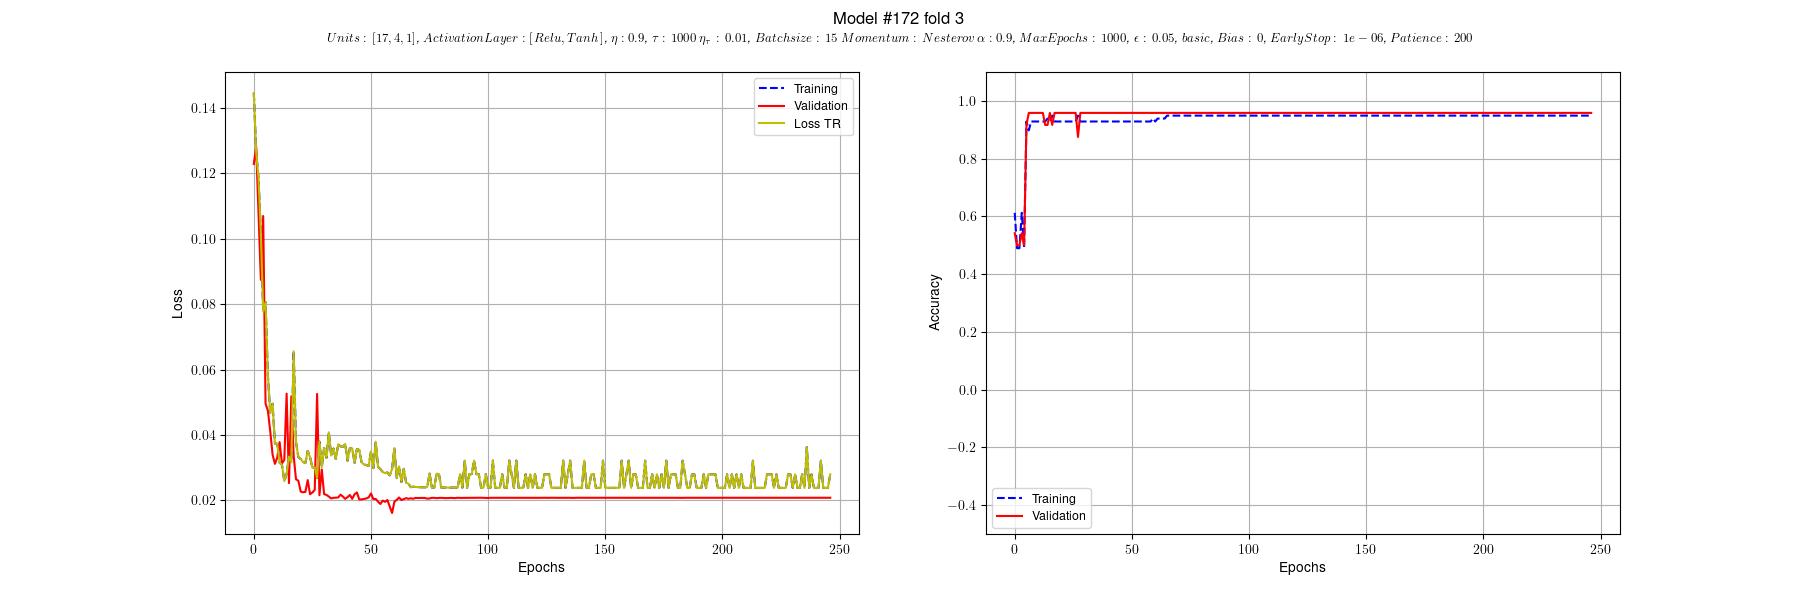 Model #172 fold 3
Units : [17, 4, 1], ActivationLayer : [Relu, Tanh], η : 0.9, τ : 1000 ητ : 0.01, Batchsize : 15 Momentum : Nesterov α : 0.9, MaxEpochs : 1000, ϵ : 0.05, basic, Bias : 0, EarlyStop : 1e − 06, Patience : 200
Loss
0.14
0.12
0.10
0.08
0.06
0.04
0.02
Training
Validation
Loss TR
0 50 100 150 200 250
Epochs
Accuracy
1.0
0.8
0.6
0.4
0.2
0.0
−0.2
−0.4
Training
Validation
0 50 100 150 200 250
Epochs